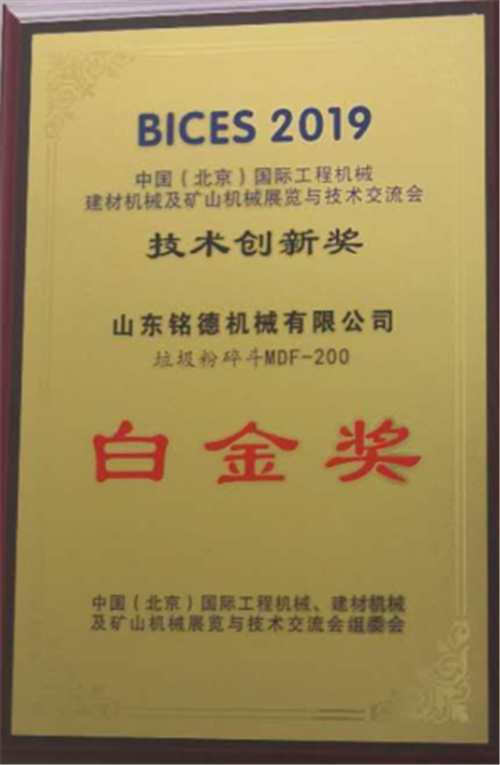 BICES 2019
中国（北京）国际工程机械
建材机械及矿山机械展览与技术交流会
技术创新奖
山东铭德机械有限公司
垃圾粉碎斗MDF-200
白金奖
中国（北京）国际工程机械、建材机械
及矿山机械展览与技术交流会组委会